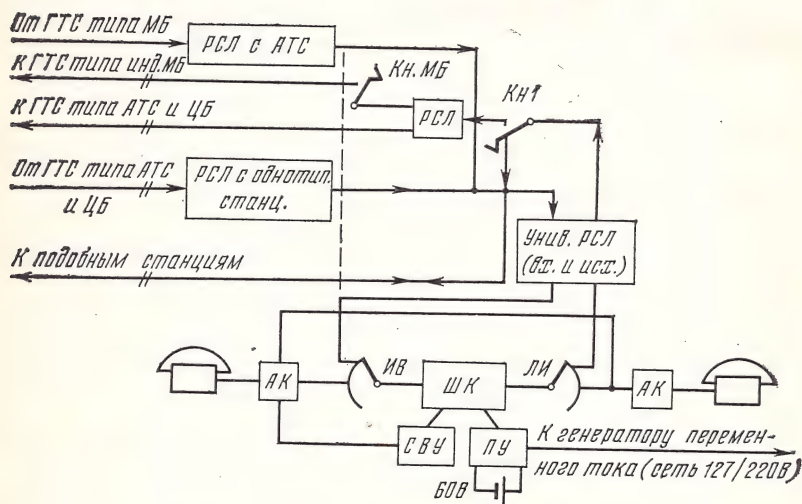 От ГТС типа МБ
РСЛ с АТС
к ГТС типа инд. МБ
Кн. МБ
Кн1
к ГТС типа АТС и ЦБ
РСЛ
От ГТС типа АТС
и ЦБ
РСЛ с однотип.
станц.
Унив. РСЛ
(вх. и исх.)
К подобным станциям
АК
ИВ
ШК
ЛИ
АК
СВУ
ПУ
К генератору перемен-
ного тока (сеть 127/220В)
60В